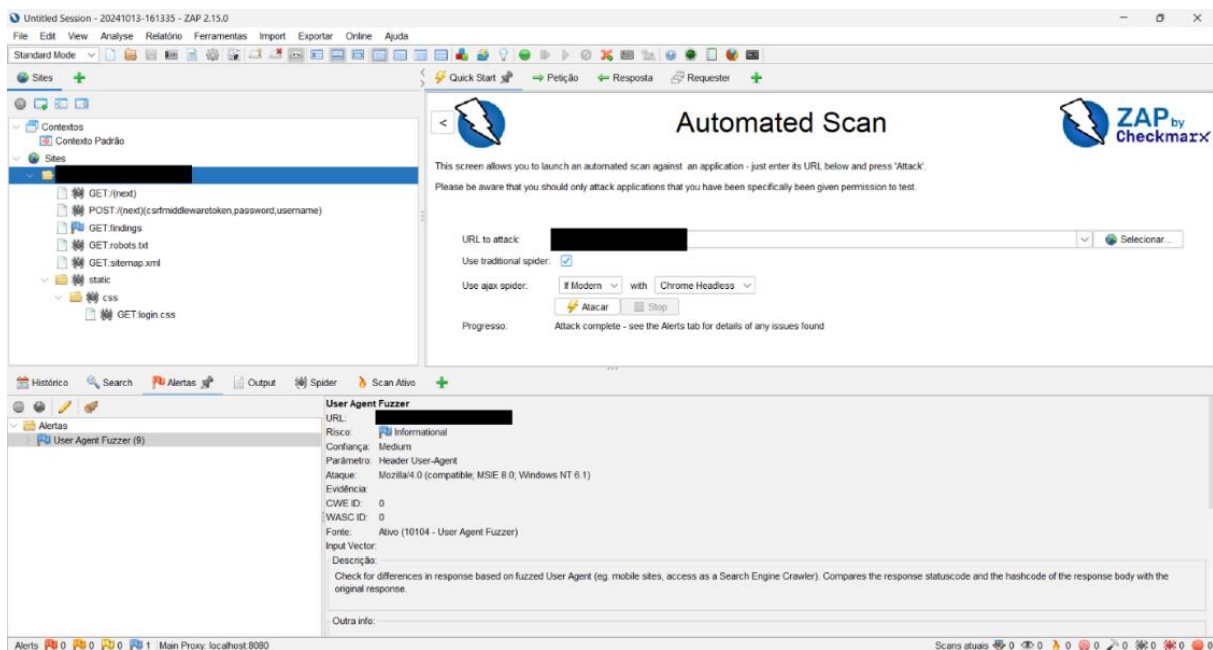 Untitled Session - 20241013-161335 - ZAP 2.15.0
File Edit View Analyse Relatório Ferramentas Import Exportar Online Ajuda
Standard Mode
Sites
Quick Start Petição Resposta Requester
Contextos
Contexto Padrão
Sites
GET:/(next)
POST:/(next)(csrfmiddlewaretoken,password,username)
GET:findings
GET:robots.txt
GET:sitemap.xml
static
css
GET:login.css
<
Automated Scan
ZAP by
Checkmarx
This screen allows you to launch an automated scan against an application - just enter its URL below and press 'Attack'.
Please be aware that you should only attack applications that you have been specifically been given permission to test.
URL to attack:
Selecionar...
Use traditional spider:
Use ajax spider: If Modern with Chrome Headless
Atacar Stop
Progresso: Attack complete - see the Alerts tab for details of any issues found
Histórico Search Alertas Output Spider Scan Ativo
Alertas
User Agent Fuzzer (9)
User Agent Fuzzer
URL:
Risco: Informational
Confiança: Medium
Parâmetro: Header User-Agent
Ataque: Mozilla/4.0 (compatible; MSIE 8.0; Windows NT 6.1)
Evidência:
CWE ID: 0
WASC ID: 0
Fonte: Ativo (10104 - User Agent Fuzzer)
Input Vector:
Descrição:
Check for differences in response based on fuzzed User Agent (eg. mobile sites, access as a Search Engine Crawler). Compares the response statuscode and the hashcode of the response body with the
original response.
Outra info:
Alerts 0 0 0 1 Main Proxy: localhost:8080
Scans atuais 0 0 0 0 0 0 0 0